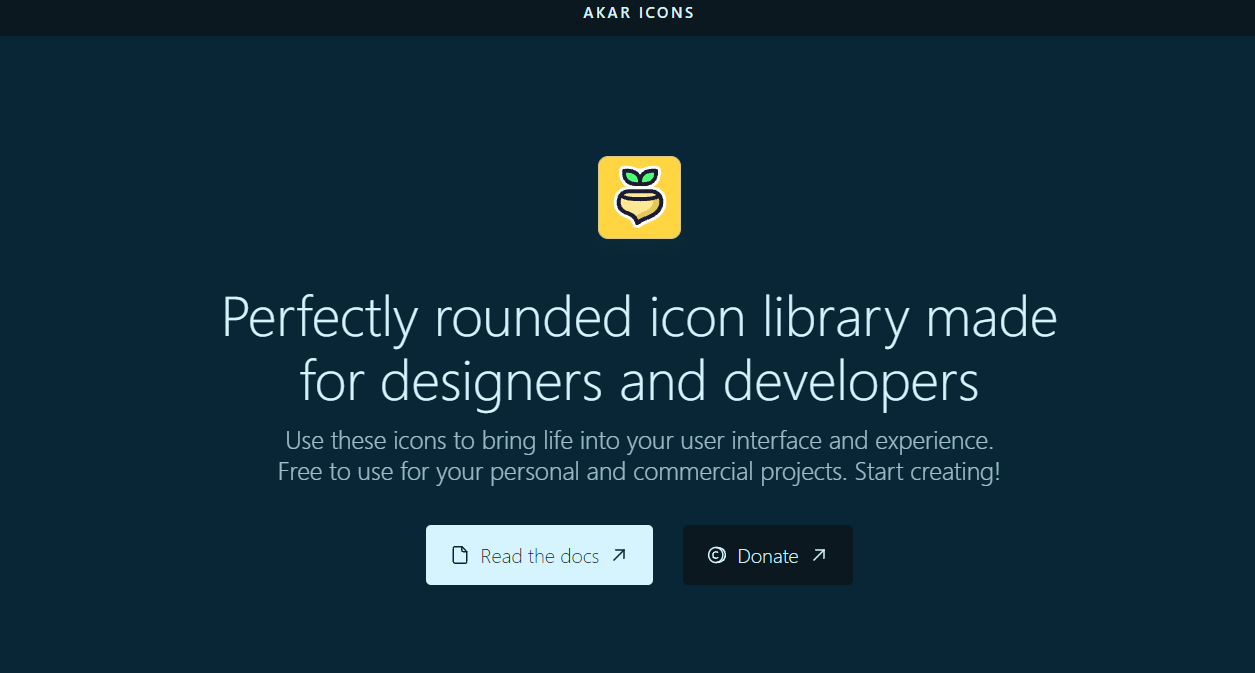 AKAR ICONS
Perfectly rounded icon library made
for designers and developers
Use these icons to bring life into your user interface and experience.
Free to use for your personal and commercial projects. Start creating!
Read the docs
Donate